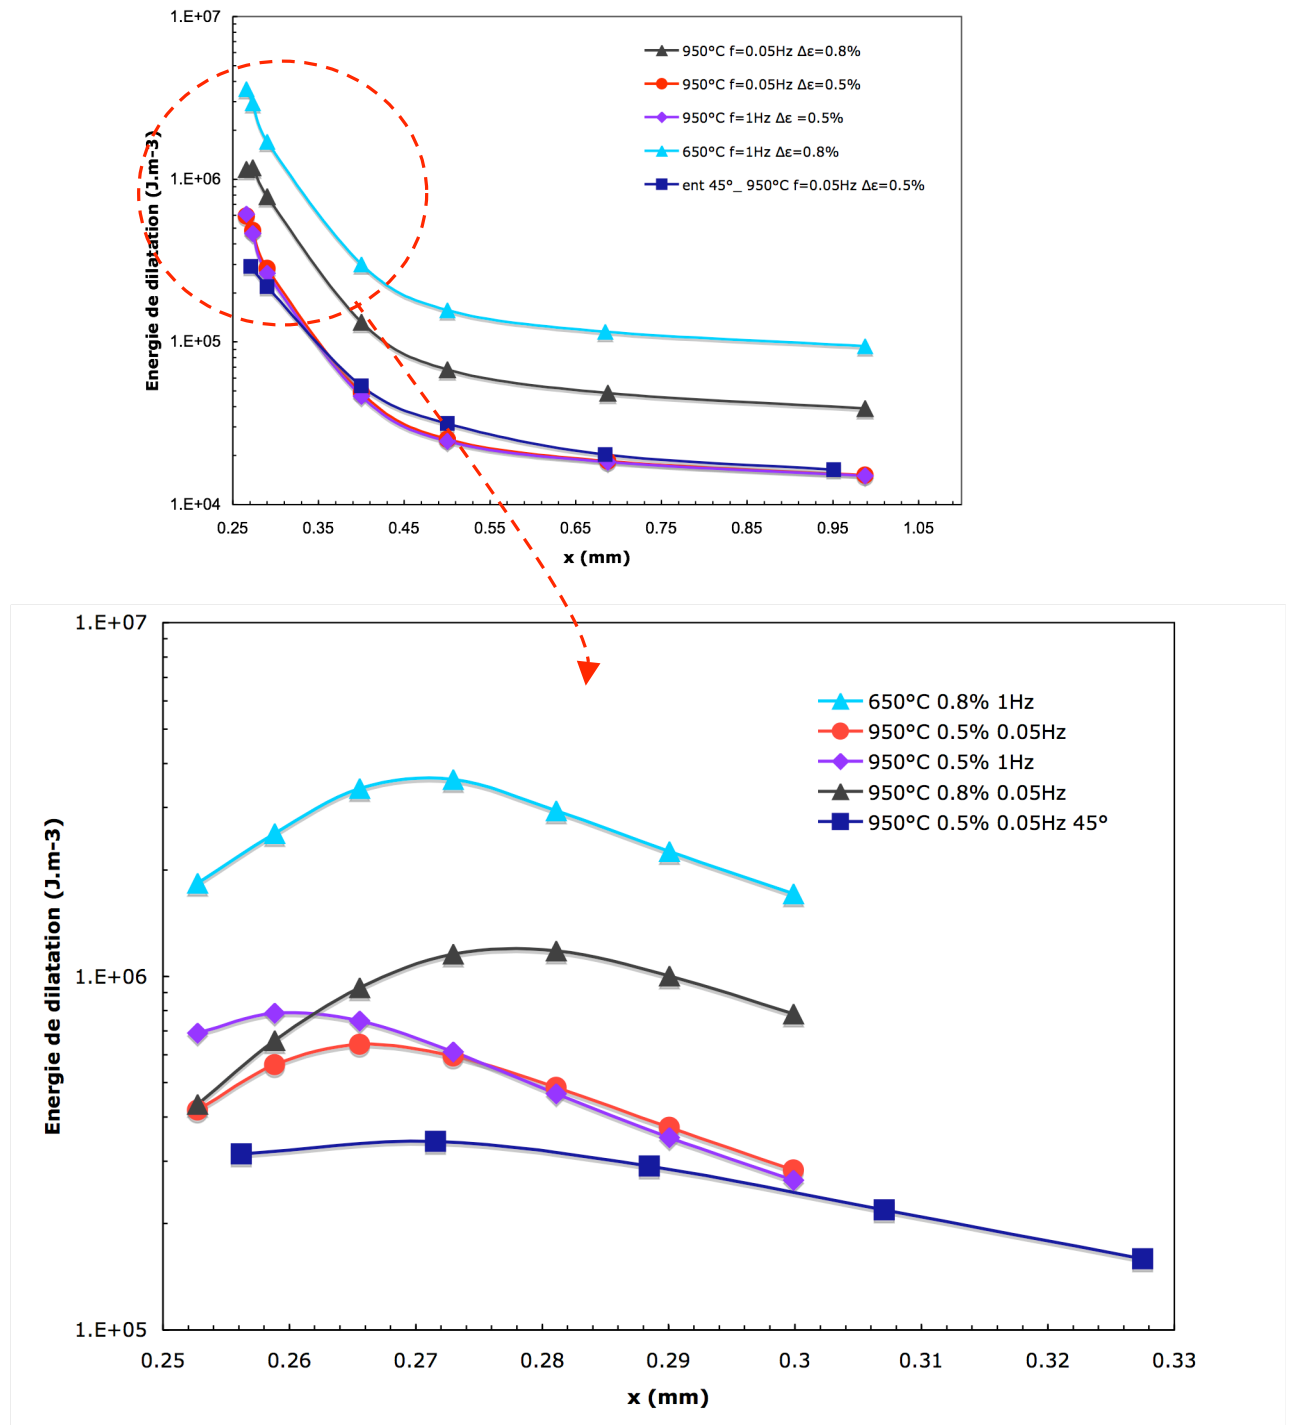 1.E+07
1.E+06
1.E+05
1.E+04
Energie de dilatation (J.m-3)
950°C f=0.05Hz Δε=0.8%
950°C f=0.05Hz Δε=0.5%
950°C f=1Hz Δε =0.5%
650°C f=1Hz Δε=0.8%
ent 45°_ 950°C f=0.05Hz Δε=0.5%
0.25 0.35 0.45 0.55 0.65 0.75 0.85 0.95 1.05
x (mm)
1.E+07
1.E+06
1.E+05
Energie de dilatation (J.m-3)
650°C 0.8% 1Hz
950°C 0.5% 0.05Hz
950°C 0.5% 1Hz
950°C 0.8% 0.05Hz
950°C 0.5% 0.05Hz 45°
0.25 0.26 0.27 0.28 0.29 0.3 0.31 0.32 0.33
x (mm)